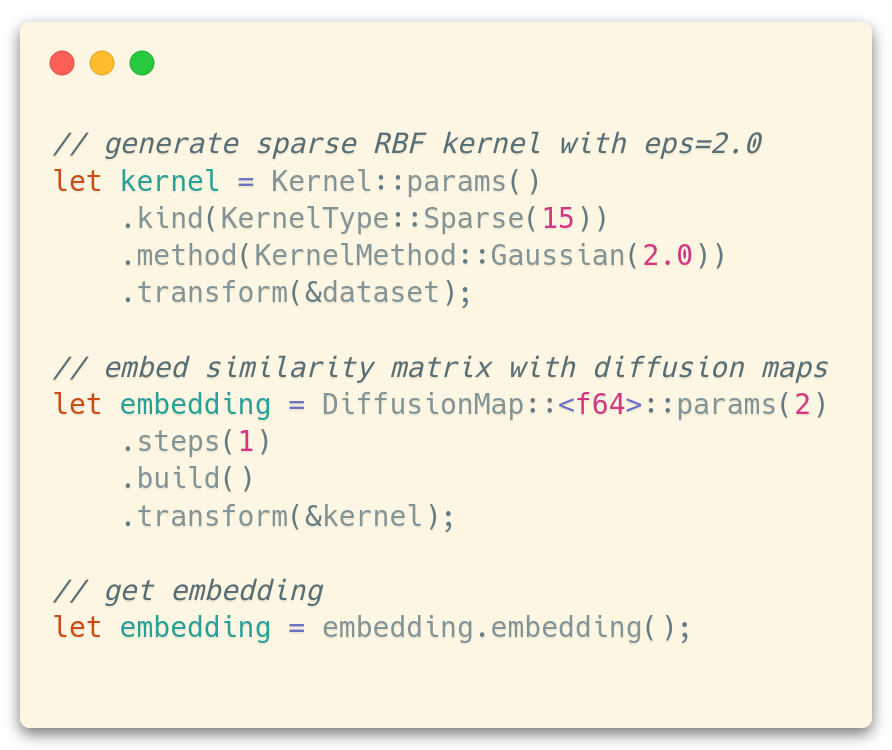 // generate sparse RBF kernel with eps=2.0
let kernel = Kernel::params()
    .kind(KernelType::Sparse(15))
    .method(KernelMethod::Gaussian(2.0))
    .transform(&dataset);

// embed similarity matrix with diffusion maps
let embedding = DiffusionMap::<f64>::params(2)
    .steps(1)
    .build()
    .transform(&kernel);

// get embedding
let embedding = embedding.embedding();